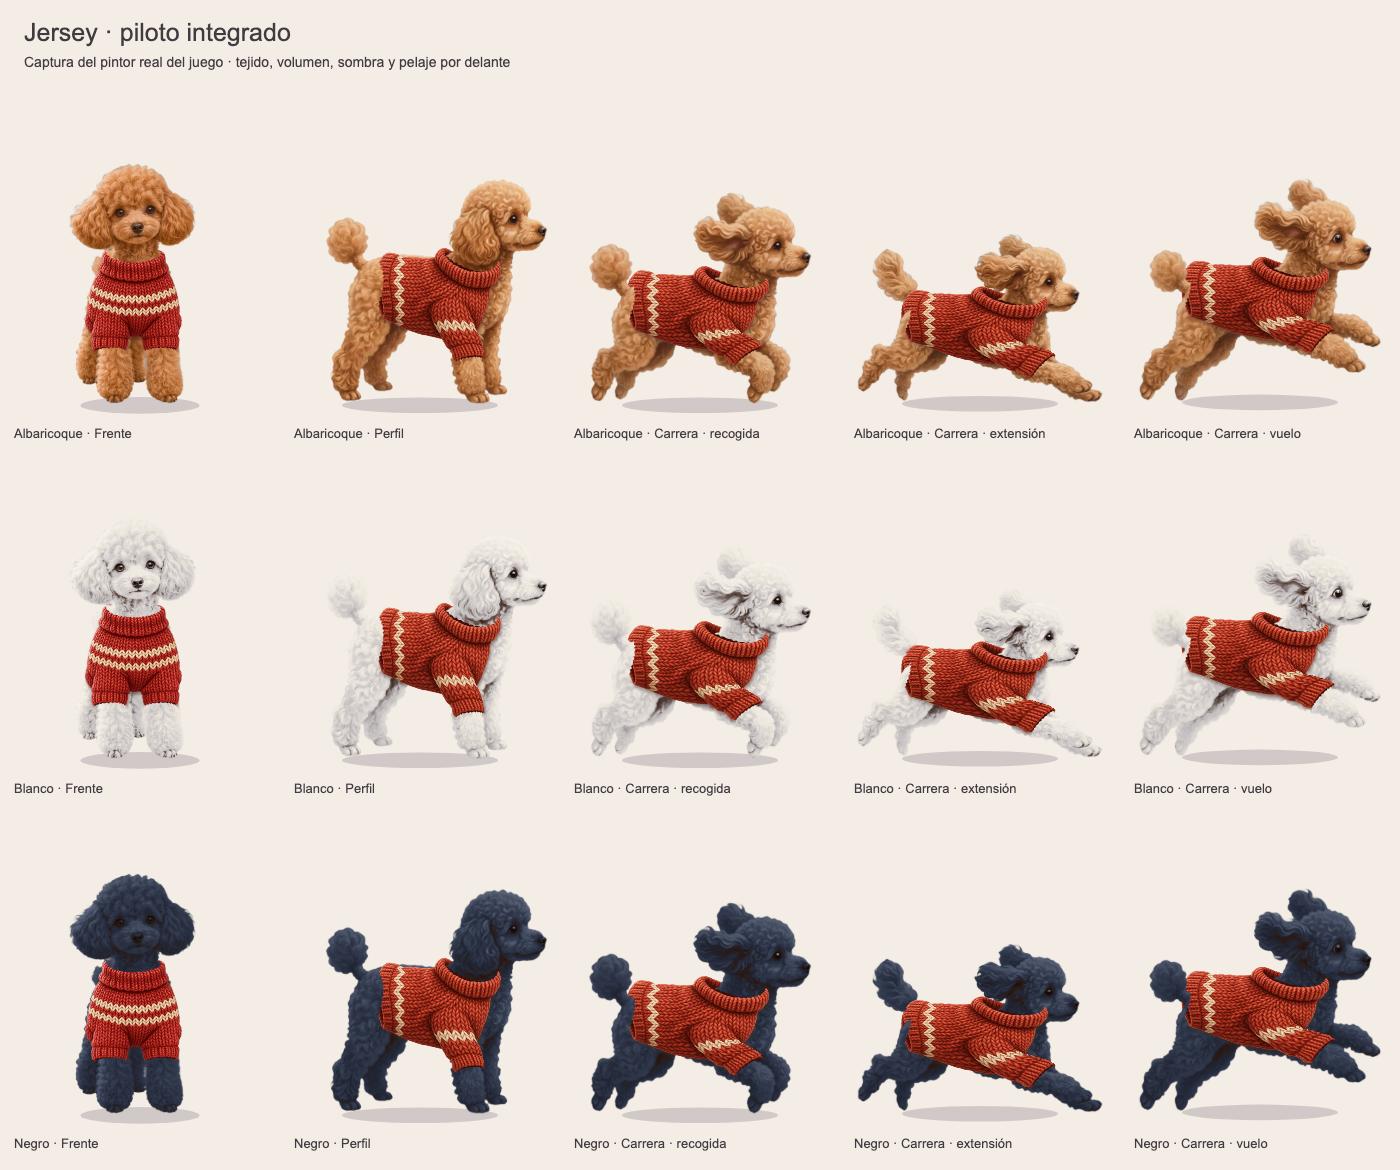 Jersey · piloto integrado
Captura del pintor real del juego · tejido, volumen, sombra y pelaje por delante
Albaricoque · Frente
Albaricoque · Perfil
Albaricoque · Carrera · recogida
Albaricoque · Carrera · extensión
Albaricoque · Carrera · vuelo
Blanco · Frente
Blanco · Perfil
Blanco · Carrera · recogida
Blanco · Carrera · extensión
Blanco · Carrera · vuelo
Negro · Frente
Negro · Perfil
Negro · Carrera · recogida
Negro · Carrera · extensión
Negro · Carrera · vuelo